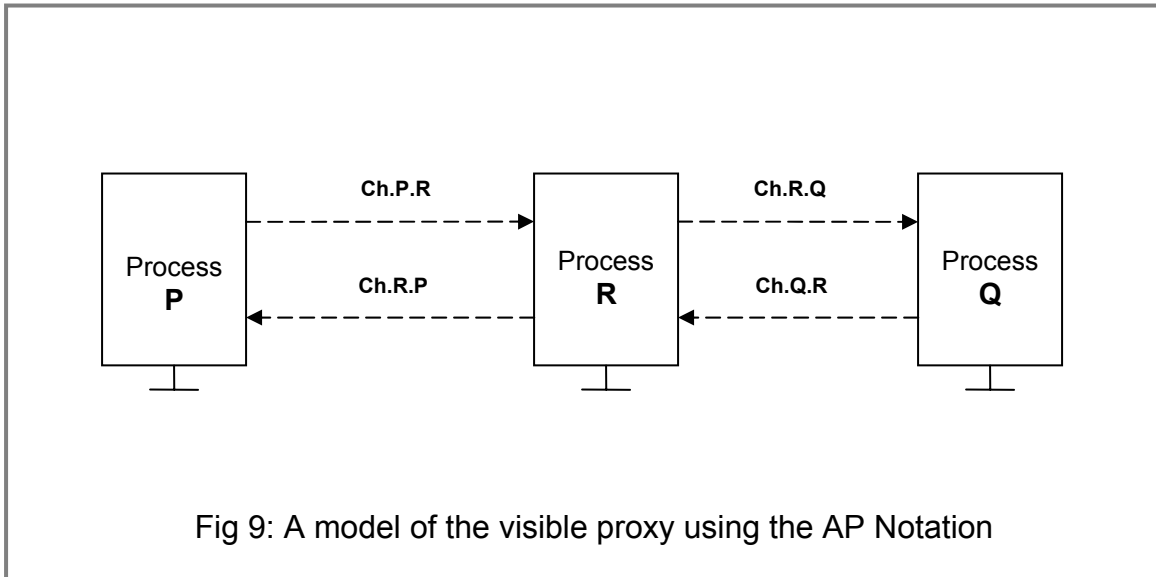 Ch.P.R
Ch.R.Q
Process
P
Ch.R.P
Process
R
Ch.Q.R
Process
Q
Fig 9: A model of the visible proxy using the AP Notation